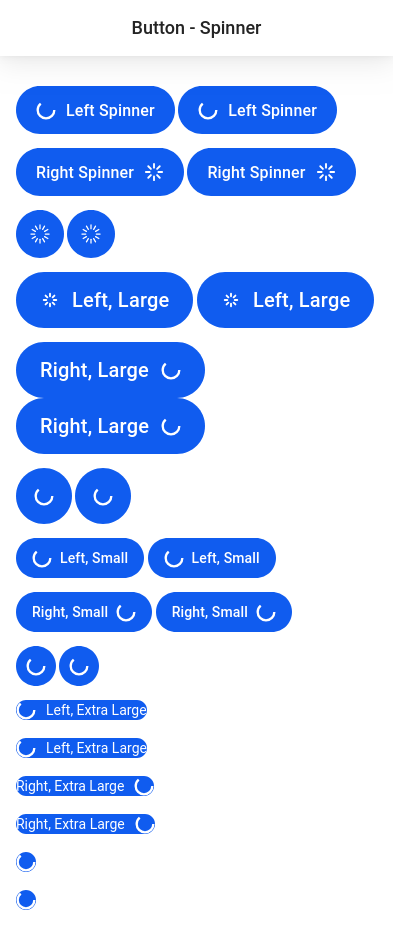 Button - Spinner
Left Spinner Left Spinner
Right Spinner Right Spinner
Left, Large Left, Large
Right, Large
Right, Large
Left, Small Left, Small
Right, Small Right, Small
Left, Extra Large
Left, Extra Large
Right, Extra Large
Right, Extra Large